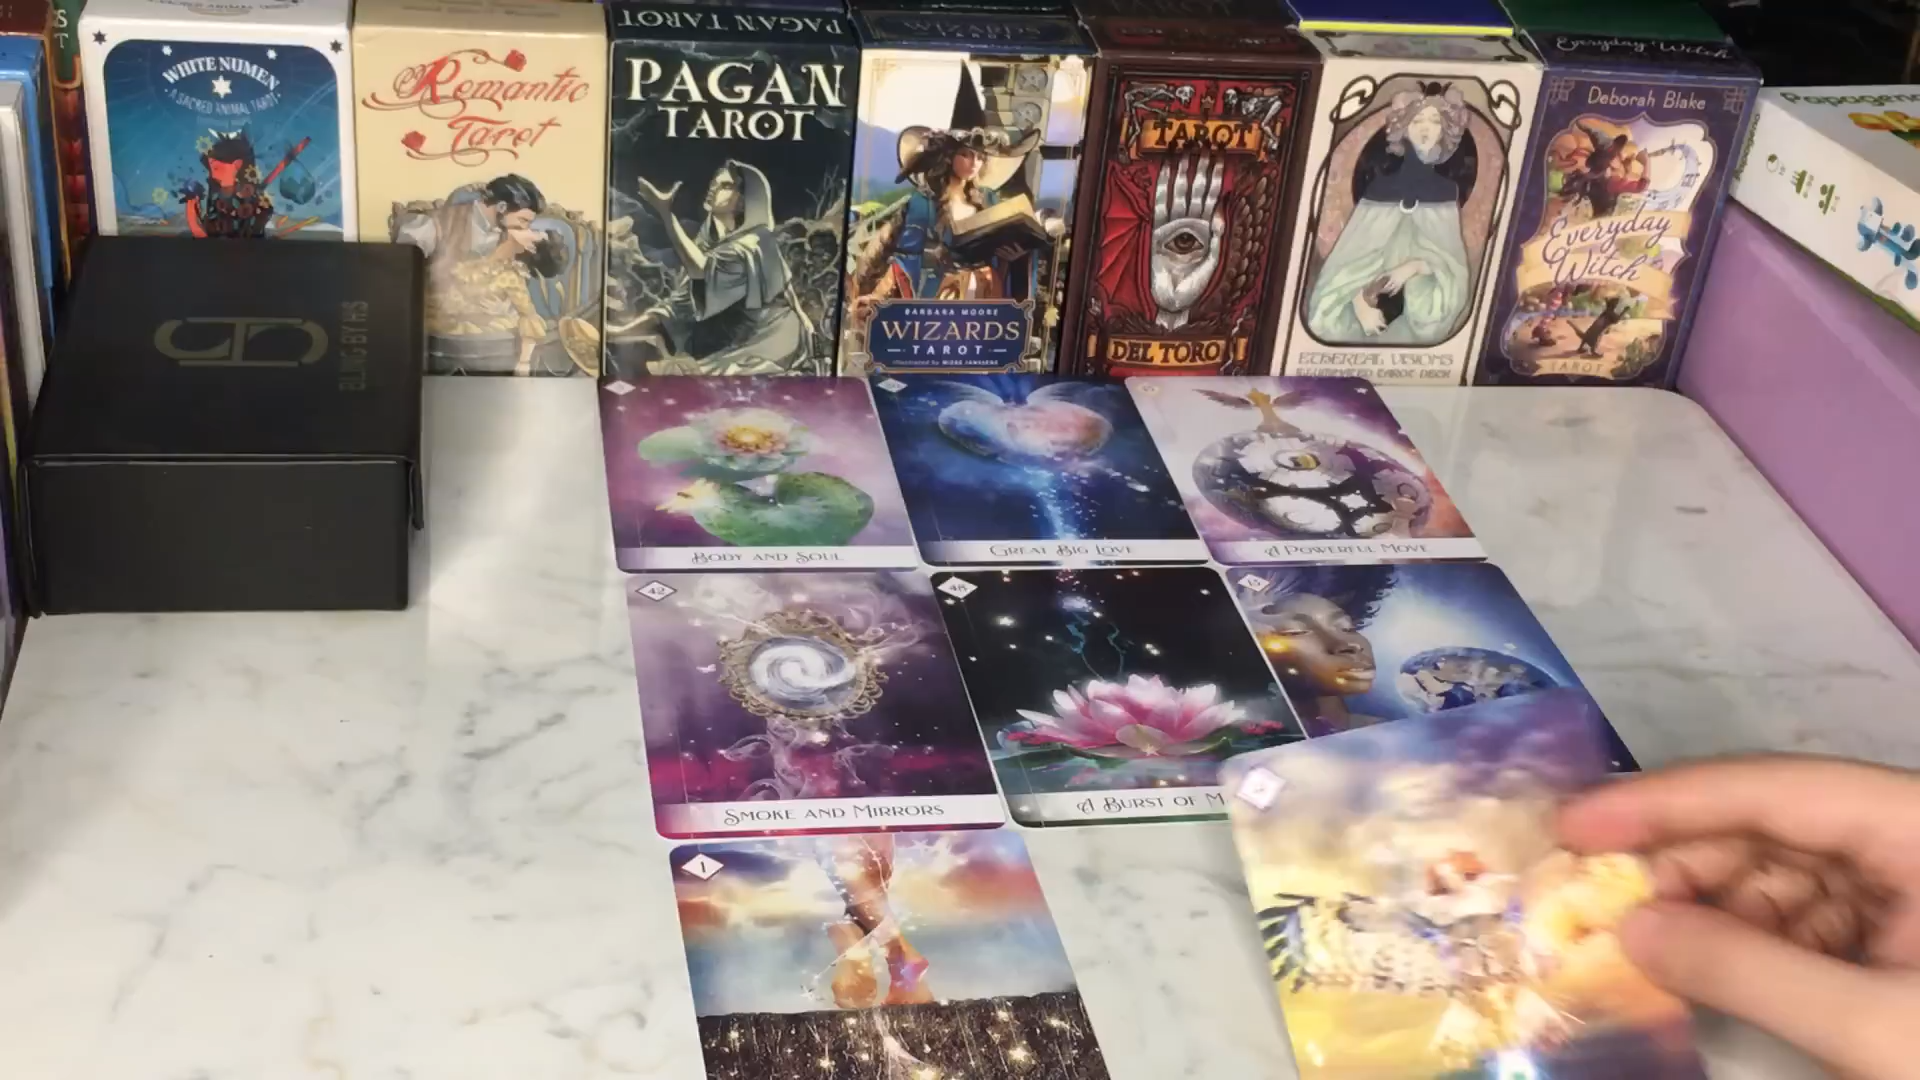 WHITE NUMEN
A SACRED ANIMAL TAROT
Romantic
Tarot
PAGAN TAROT
PAGAN
TAROT
BARBARA MOORE
WIZARDS
TAROT
TAROT
DEL TORO
ETHEREAL VISIONS
ILLUMINATED TAROT DECK
Everyday Witch
Deborah Blake
Everyday
Witch
TAROT
Papageno
BLING BY HS
BODY AND SOUL
GREAT BIG LOVE
A POWERFUL MOVE
42
SMOKE AND MIRRORS
48
A BURST OF
15
1